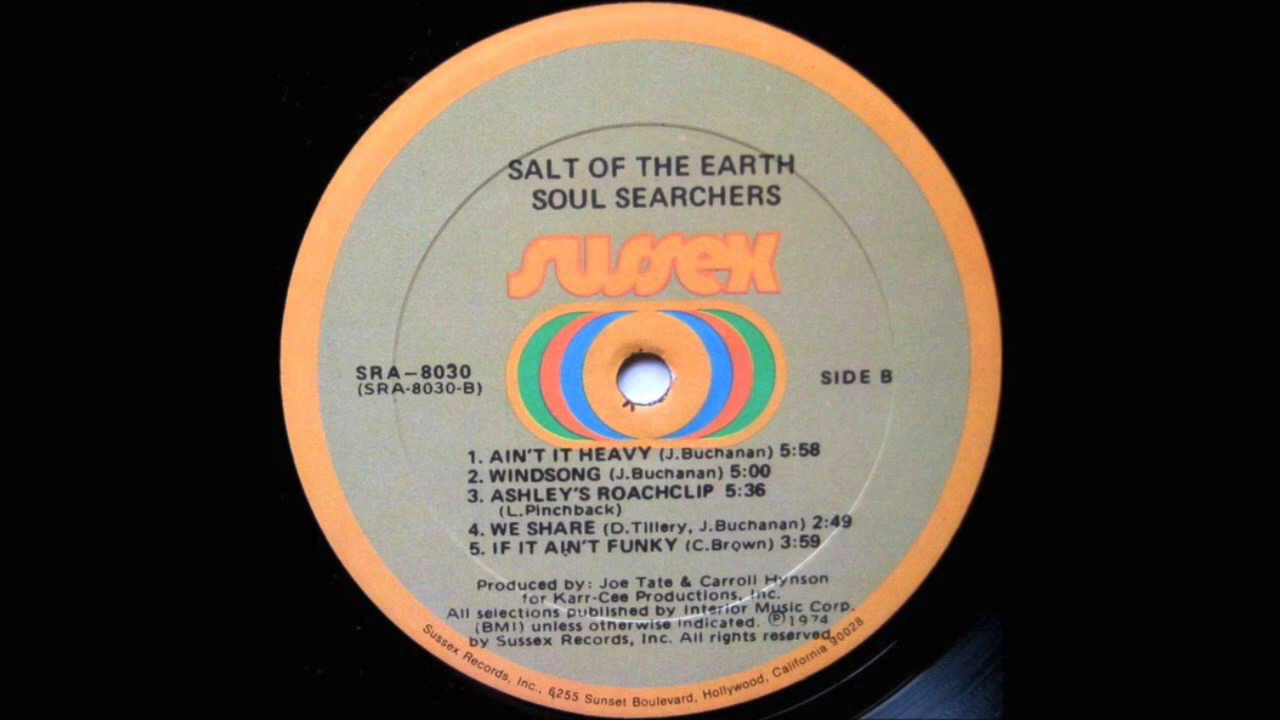 SALT OF THE EARTH
SOUL SEARCHERS
sussex
SRA-8030
(SRA-8030-B)
SIDE B
1. AIN'T IT HEAVY (J.Buchanan) 5:58
2. WINDSONG (J.Buchanan) 5:00
3. ASHLEY'S ROACHCLIP 5:36
(L.Pinchback)
4. WE SHARE (D.Tillery, J.Buchanan) 2:49
5. IF IT AIN'T FUNKY (C.Brown) 3:59
Produced by: Joe Tate & Carroll Hynson
for Karr-Cee Productions, Inc.
All selections published by Interior Music Corp.
(BMI) unless otherwise indicated. ℗1974
by Sussex Records, Inc. All rights reserved.
Sussex Records, Inc., 6255 Sunset Boulevard, Hollywood, California 90028